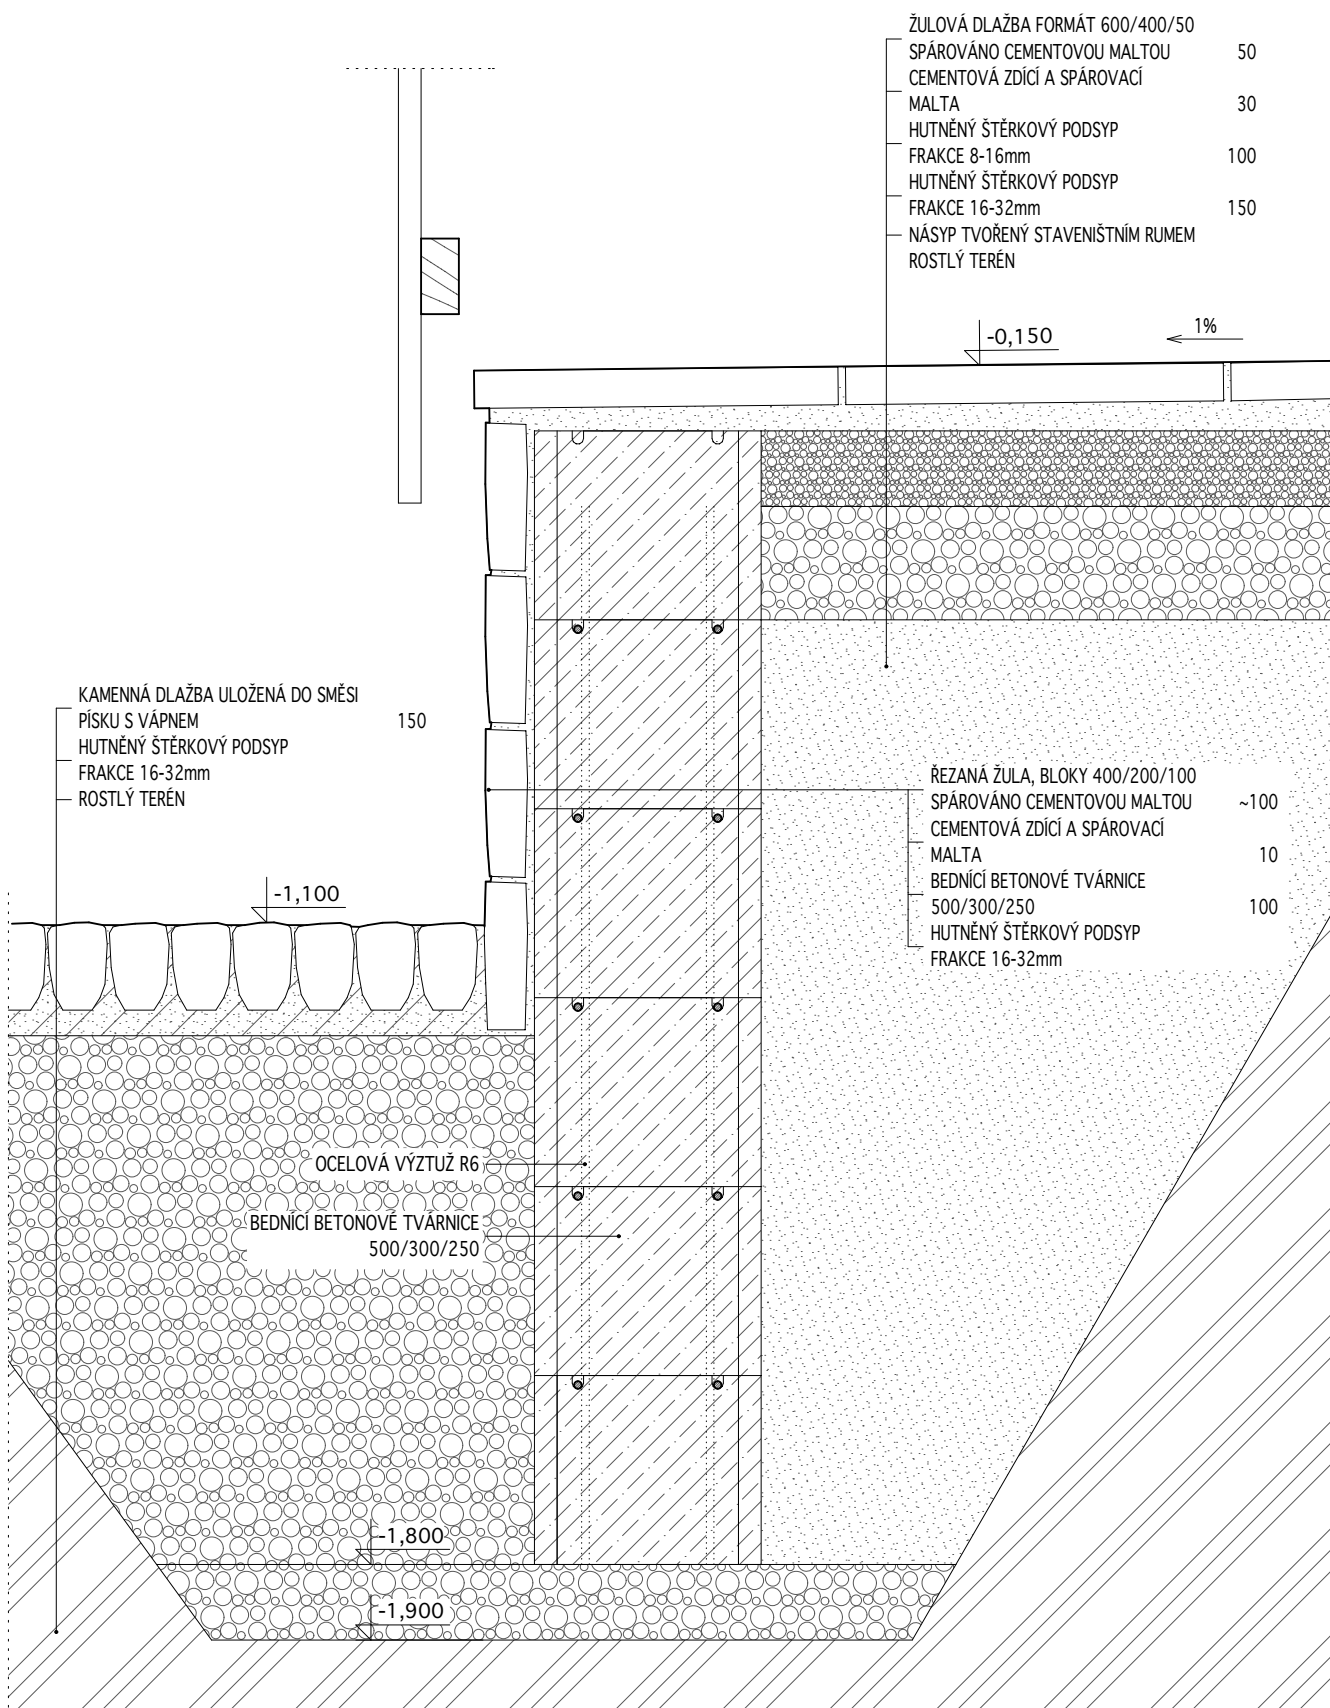 ŽULOVÁ DLAŽBA FORMÁT 600/400/50
SPÁROVÁNO CEMENTOVOU MALTOU 50
CEMENTOVÁ ZDÍCÍ A SPÁROVACÍ
MALTA 30
HUTNĚNÝ ŠTĚRKOVÝ PODSYP
FRAKCE 8-16mm 100
HUTNĚNÝ ŠTĚRKOVÝ PODSYP
FRAKCE 16-32mm 150
NÁSYP TVOŘENÝ STAVENIŠTNÍM RUMEM
ROSTLÝ TERÉN
-0,150
1%
KAMENNÁ DLAŽBA ULOŽENÁ DO SMĚSI
PÍSKU S VÁPNEM 150
HUTNĚNÝ ŠTĚRKOVÝ PODSYP
FRAKCE 16-32mm
ROSTLÝ TERÉN
ŘEZANÁ ŽULA, BLOKY 400/200/100
SPÁROVÁNO CEMENTOVOU MALTOU ~100
CEMENTOVÁ ZDÍCÍ A SPÁROVACÍ
MALTA 10
BEDNÍCÍ BETONOVÉ TVÁRNICE
500/300/250 100
HUTNĚNÝ ŠTĚRKOVÝ PODSYP
FRAKCE 16-32mm
-1,100
OCELOVÁ VÝZTUŽ R6
BEDNÍCÍ BETONOVÉ TVÁRNICE
500/300/250
-1,800
-1,900